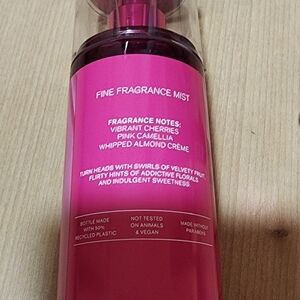 FINE FRAGRANCE MIST
FRAGRANCE NOTES:
VIBRANT CHERRIES
PINK CAMELLIA
WHIPPED ALMOND CRÈME
TURN HEADS WITH SWIRLS OF VELVETY FRUIT,
FLIRTY HINTS OF ADDICTIVE FLORALS
AND INDULGENT SWEETNESS.
BOTTLE MADE
WITH 50%
RECYCLED PLASTIC
NOT TESTED
ON ANIMALS
& VEGAN
MADE WITHOUT
PARABENS